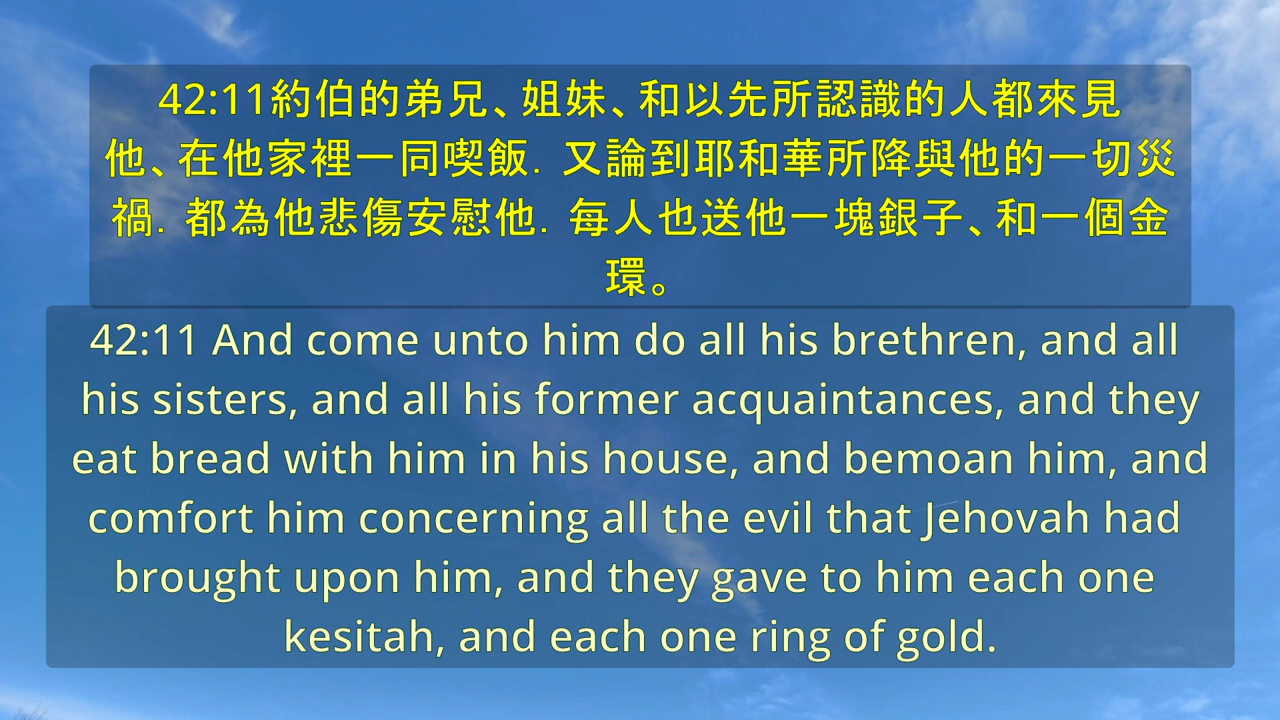 42:11約伯的弟兄、姐妹、和以先所認識的人都來見
他、在他家裡一同喫飯. 又論到耶和華所降與他的一切災
禍. 都為他悲傷安慰他. 每人也送他一塊銀子、和一個金
環。
42:11 And come unto him do all his brethren, and all
his sisters, and all his former acquaintances, and they
eat bread with him in his house, and bemoan him, and
comfort him concerning all the evil that Jehovah had
brought upon him, and they gave to him each one
kesitah, and each one ring of gold.